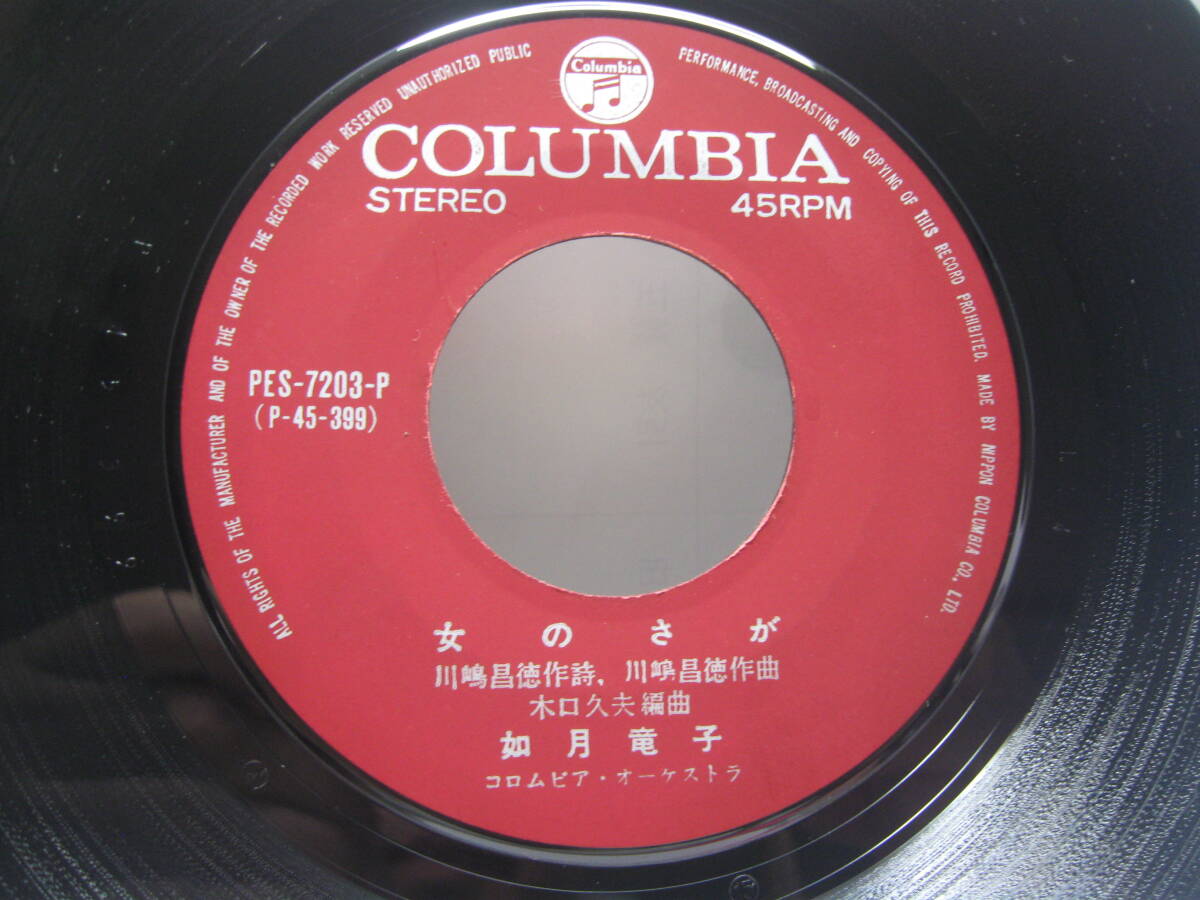 Columbia
COLUMBIA
STEREO 45RPM
ALL RIGHTS OF THE MANUFACTURER AND OF THE OWNER OF THE RECORDED WORK RESERVED UNAUTHORIZED PUBLIC PERFORMANCE, BROADCASTING AND COPYING OF THIS RECORD PROHIBITED. MADE BY NIPPON COLUMBIA CO., LTD.
PES-7203-P
(P-45-399)
女のさが
川嶋昌徳作詩、川嶋昌徳作曲
木口久夫編曲
如月竜子
コロムビア・オーケストラ